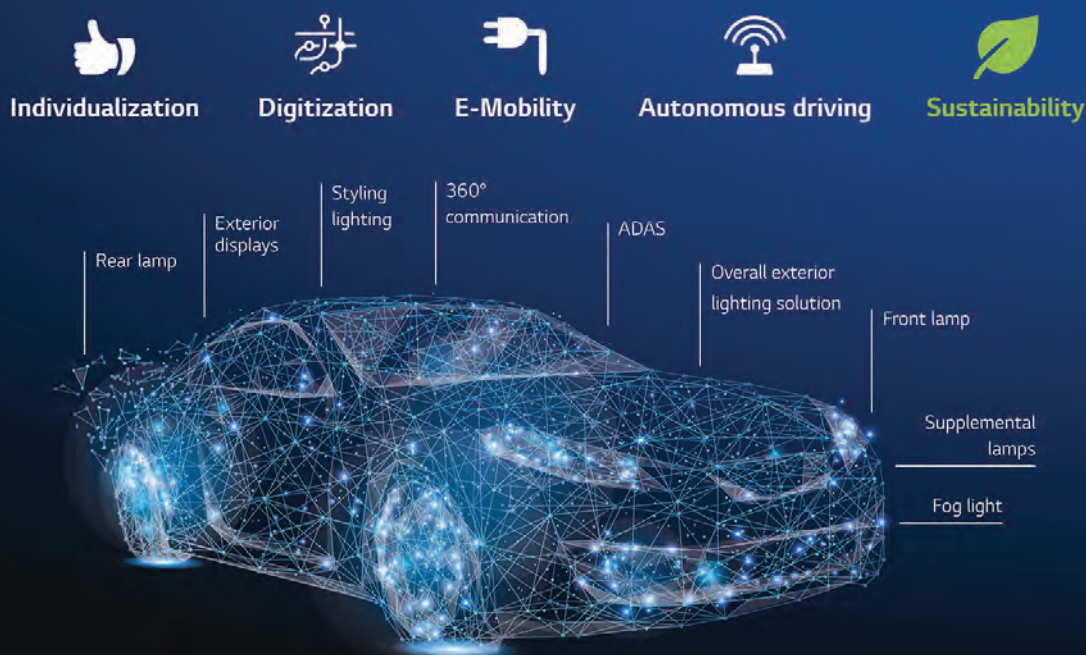 Individualization
Digitization
E-Mobility
Autonomous driving
Sustainability
Styling
lighting
360°
communication
Exterior
displays
ADAS
Rear lamp
Overall exterior
lighting solution
Front lamp
Supplemental
lamps
Fog light